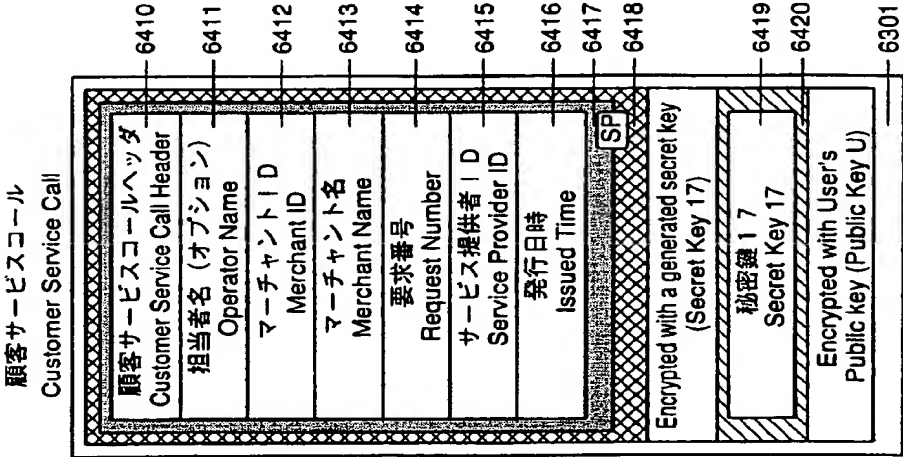 顧客サービスコール
Customer Service Call
顧客サービスコールヘッダ
Customer Service Call Header
6410
担当者名 (オプション)
Operator Name
6411
マーチャントID
Merchant ID
6412
マーチャント名
Merchant Name
6413
要求番号
Request Number
6414
サービス提供者ID
Service Provider ID
6415
発行日時
Issued Time
6416
6417
SP
6418
Encrypted with a generated secret key
(Secret Key 17)
秘密鍵17
Secret Key 17
6419
6420
Encrypted with User's
Public key (Public Key U)
6301